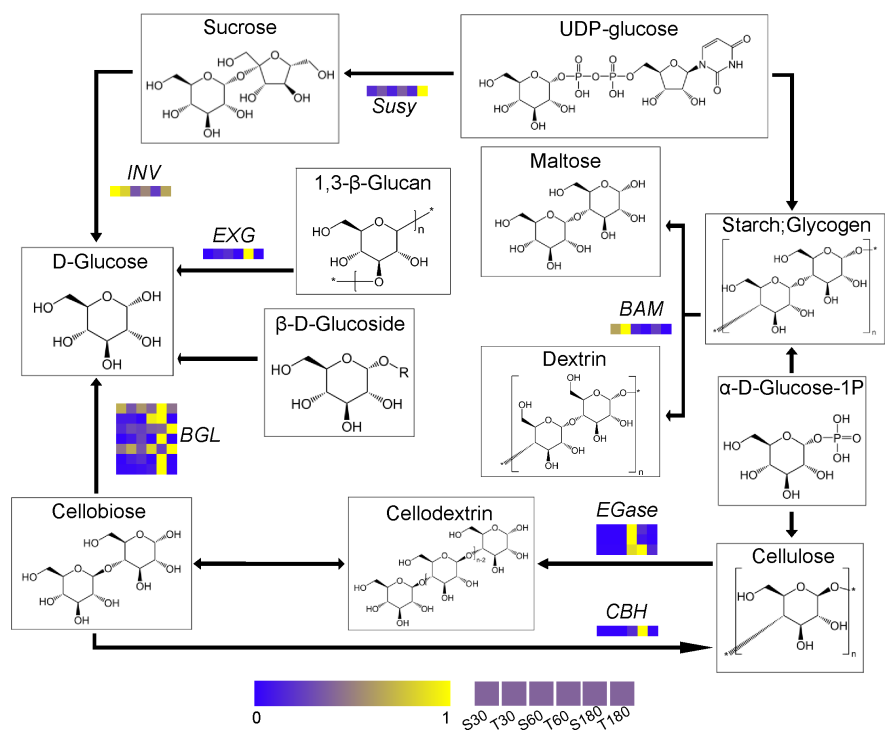 Sucrose
UDP-glucose
Susy
Maltose
INV
1,3-β-Glucan
n
*
*
EXG
Starch;Glycogen
*
*
n
D-Glucose
BAM
β-D-Glucoside
R
Dextrin
*
*
n
α-D-Glucose-1P
BGL
Cellobiose
Cellodextrin
n-2
EGase
Cellulose
*
*
n
CBH
0
1
S30
T30
S60
T60
S180
T180